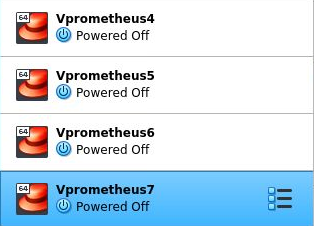 64
Vprometheus4
Powered Off
64
Vprometheus5
Powered Off
64
Vprometheus6
Powered Off
64
Vprometheus7
Powered Off